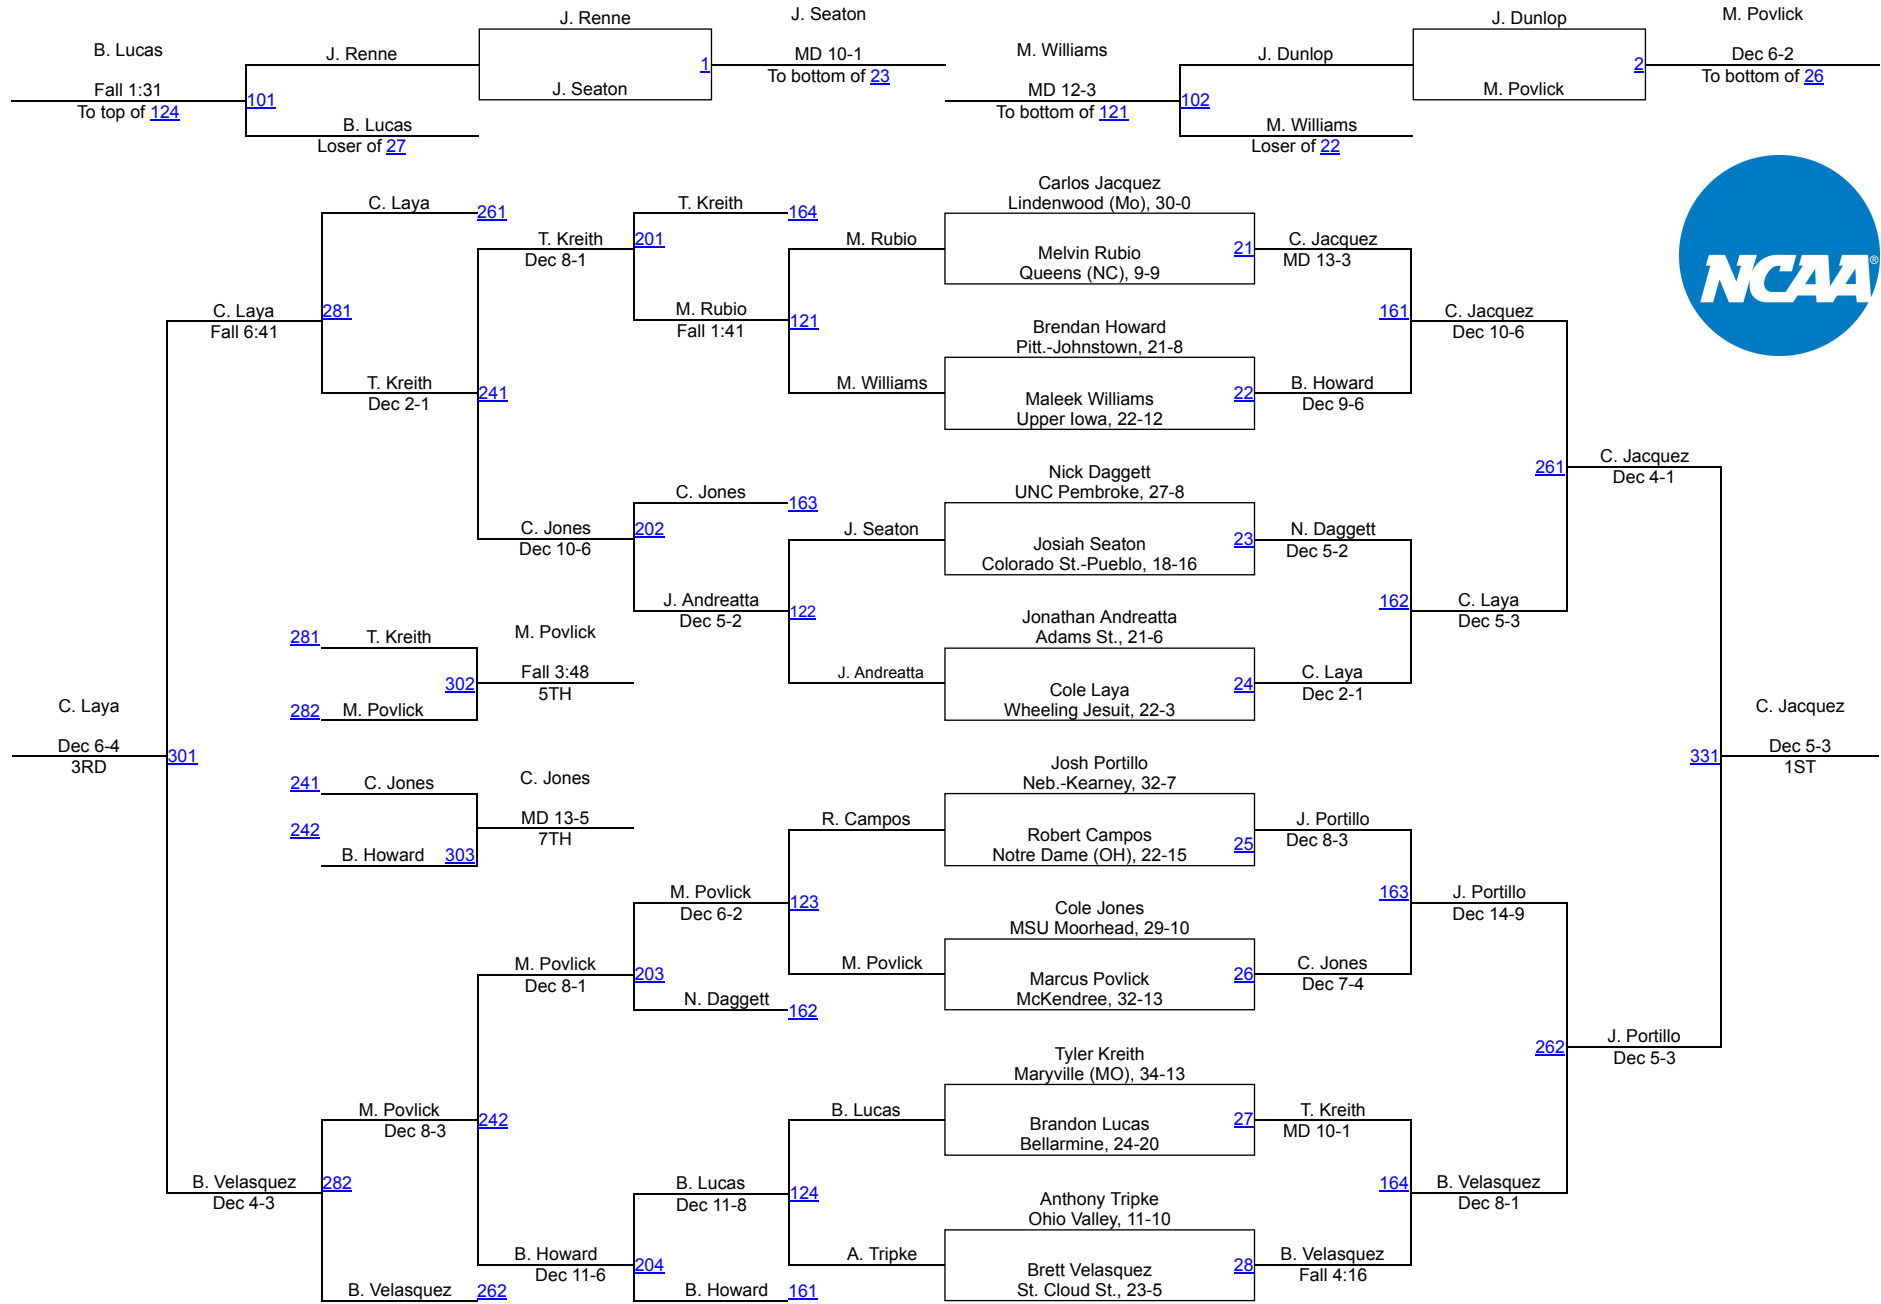 B. Lucas
Fall 1:31
To top of 124
J. Renne
101
B. Lucas
Loser of 27
J. Renne
1
J. Seaton
J. Seaton
MD 10-1
To bottom of 23
M. Williams
MD 12-3
To bottom of 121
J. Dunlop
102
M. Williams
Loser of 22
J. Dunlop
2
M. Povlick
M. Povlick
Dec 6-2
To bottom of 26
NCAA®
Carlos Jacquez
Lindenwood (Mo), 30-0
Melvin Rubio
Queens (NC), 9-9
21
Brendan Howard
Pitt.-Johnstown, 21-8
Maleek Williams
Upper Iowa, 22-12
22
Nick Daggett
UNC Pembroke, 27-8
Josiah Seaton
Colorado St.-Pueblo, 18-16
23
Jonathan Andreatta
Adams St., 21-6
Cole Laya
Wheeling Jesuit, 22-3
24
Josh Portillo
Neb.-Kearney, 32-7
Robert Campos
Notre Dame (OH), 22-15
25
Cole Jones
MSU Moorhead, 29-10
Marcus Povlick
McKendree, 32-13
26
Tyler Kreith
Maryville (MO), 34-13
Brandon Lucas
Bellarmine, 24-20
27
Anthony Tripke
Ohio Valley, 11-10
Brett Velasquez
St. Cloud St., 23-5
28
C. Jacquez
MD 13-3
161
B. Howard
Dec 9-6
N. Daggett
Dec 5-2
162
C. Laya
Dec 2-1
J. Portillo
Dec 8-3
163
C. Jones
Dec 7-4
T. Kreith
MD 10-1
164
B. Velasquez
Fall 4:16
C. Jacquez
Dec 10-6
261
C. Laya
Dec 5-3
J. Portillo
Dec 14-9
262
B. Velasquez
Dec 8-1
C. Jacquez
Dec 4-1
331
J. Portillo
Dec 5-3
C. Jacquez
Dec 5-3
1ST
M. Rubio
121
M. Williams
J. Seaton
122
J. Andreatta
R. Campos
123
M. Povlick
B. Lucas
124
A. Tripke
T. Kreith
164
201
M. Rubio
Fall 1:41
C. Jones
163
202
J. Andreatta
Dec 5-2
M. Povlick
Dec 6-2
203
N. Daggett
162
B. Lucas
Dec 11-8
204
B. Howard
161
T. Kreith
Dec 8-1
241
C. Jones
Dec 10-6
M. Povlick
Dec 8-1
242
B. Howard
Dec 11-6
C. Laya
261
281
T. Kreith
Dec 2-1
M. Povlick
Dec 8-3
282
B. Velasquez
262
C. Laya
Fall 6:41
301
B. Velasquez
Dec 4-3
C. Laya
Dec 6-4
3RD
281
T. Kreith
302
282
M. Povlick
M. Povlick
Fall 3:48
5TH
241
C. Jones
242
B. Howard
303
C. Jones
MD 13-5
7TH